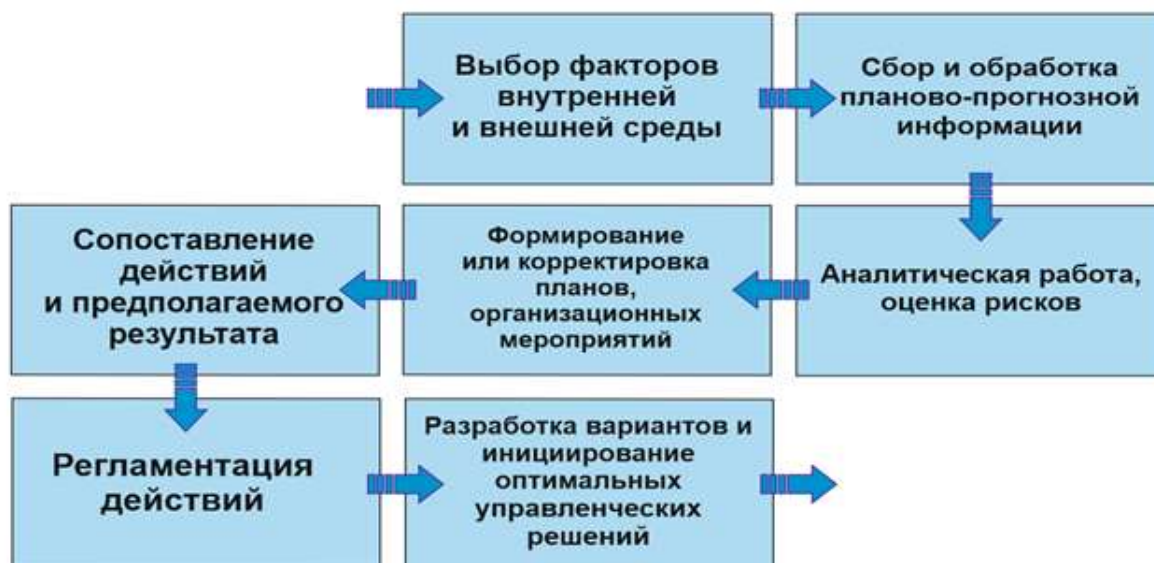 Выбор факторов
внутренней
и внешней среды
Сбор и обработка
планово-прогнозной
информации
Аналитическая работа,
оценка рисков
Формирование
или корректировка
планов,
организационных
мероприятий
Сопоставление
действий
и предполагаемого
результата
Регламентация
действий
Разработка вариантов и
инициирование
оптимальных
управленческих
решений